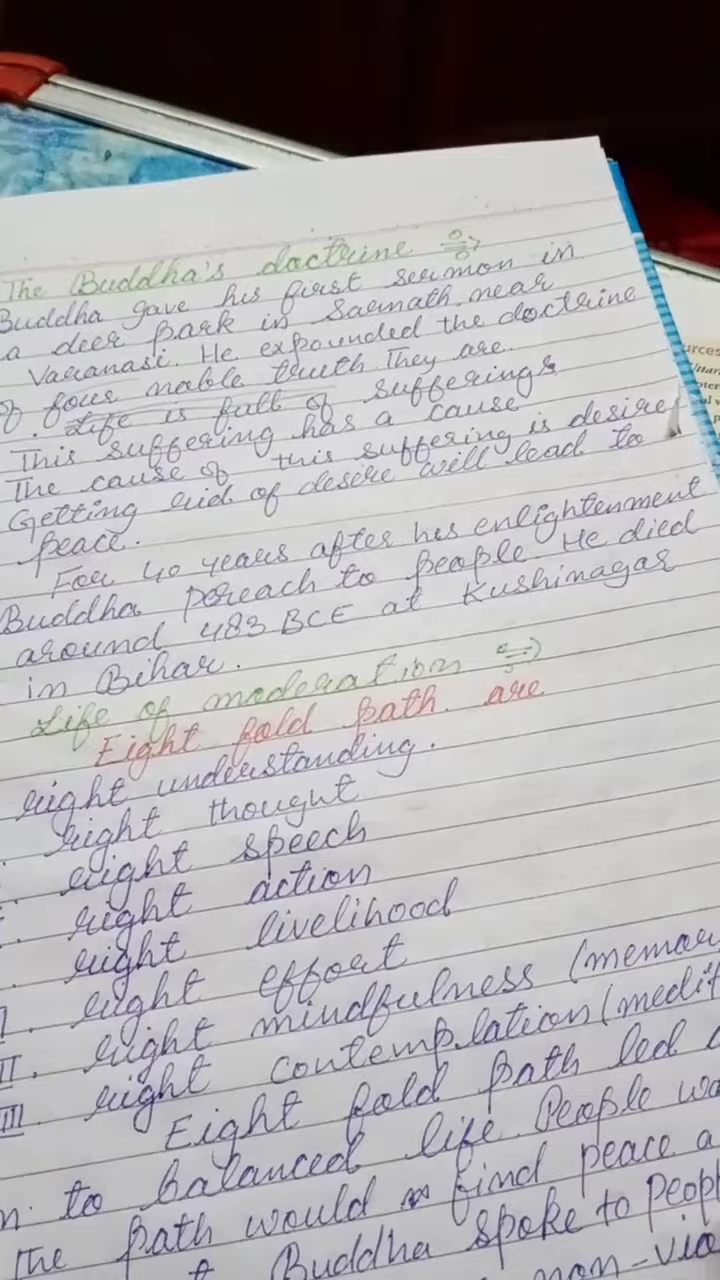 The Buddha's doctrine
Buddha gave his first sermon in
a deer park in Sarnath near
Varanasi. He expounded the doctrine
of four noble truth They are.
Life is full of sufferings
This suffering has a cause
The cause of this suffering is desire
Getting rid of desire will lead to
peace.
For 40 years after his enlightenment
Buddha pereach to people He died
around 483 BCE at Kushinagar
in Bihar.
Life of moderation
Eight fold path are
right understanding.
right thought
right speech
right action
right livelihood
right effort
right mindfulness (memor
III. right contemplation (medit
Eight fold path led
to balanced life. People
The path would find peace a
Buddha spoke to peop
non-vio